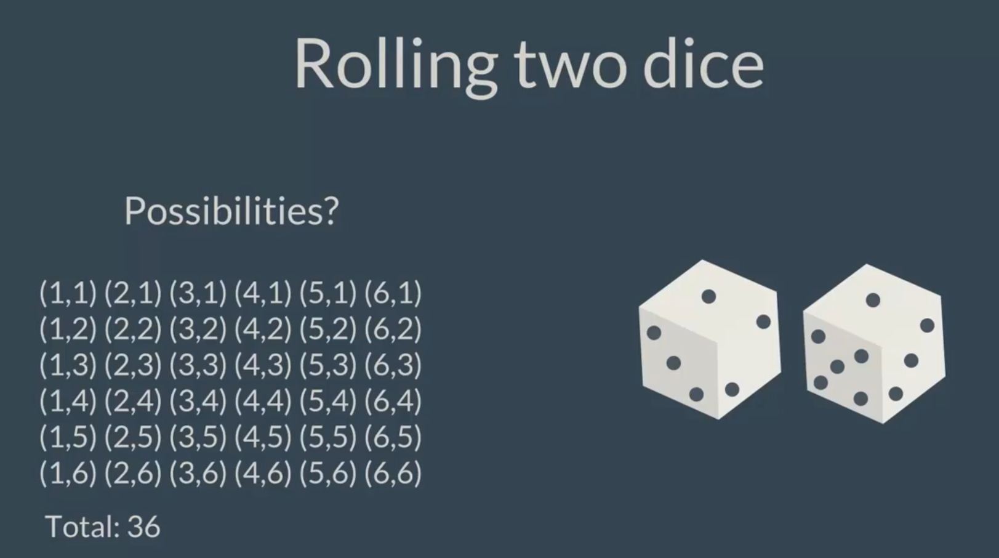 Rolling two dice
Possibilities?
(1,1) (2,1) (3,1) (4,1) (5,1) (6,1)
(1,2) (2,2) (3,2) (4,2) (5,2) (6,2)
(1,3) (2,3) (3,3) (4,3) (5,3) (6,3)
(1,4) (2,4) (3,4) (4,4) (5,4) (6,4)
(1,5) (2,5) (3,5) (4,5) (5,5) (6,5)
(1,6) (2,6) (3,6) (4,6) (5,6) (6,6)
Total: 36